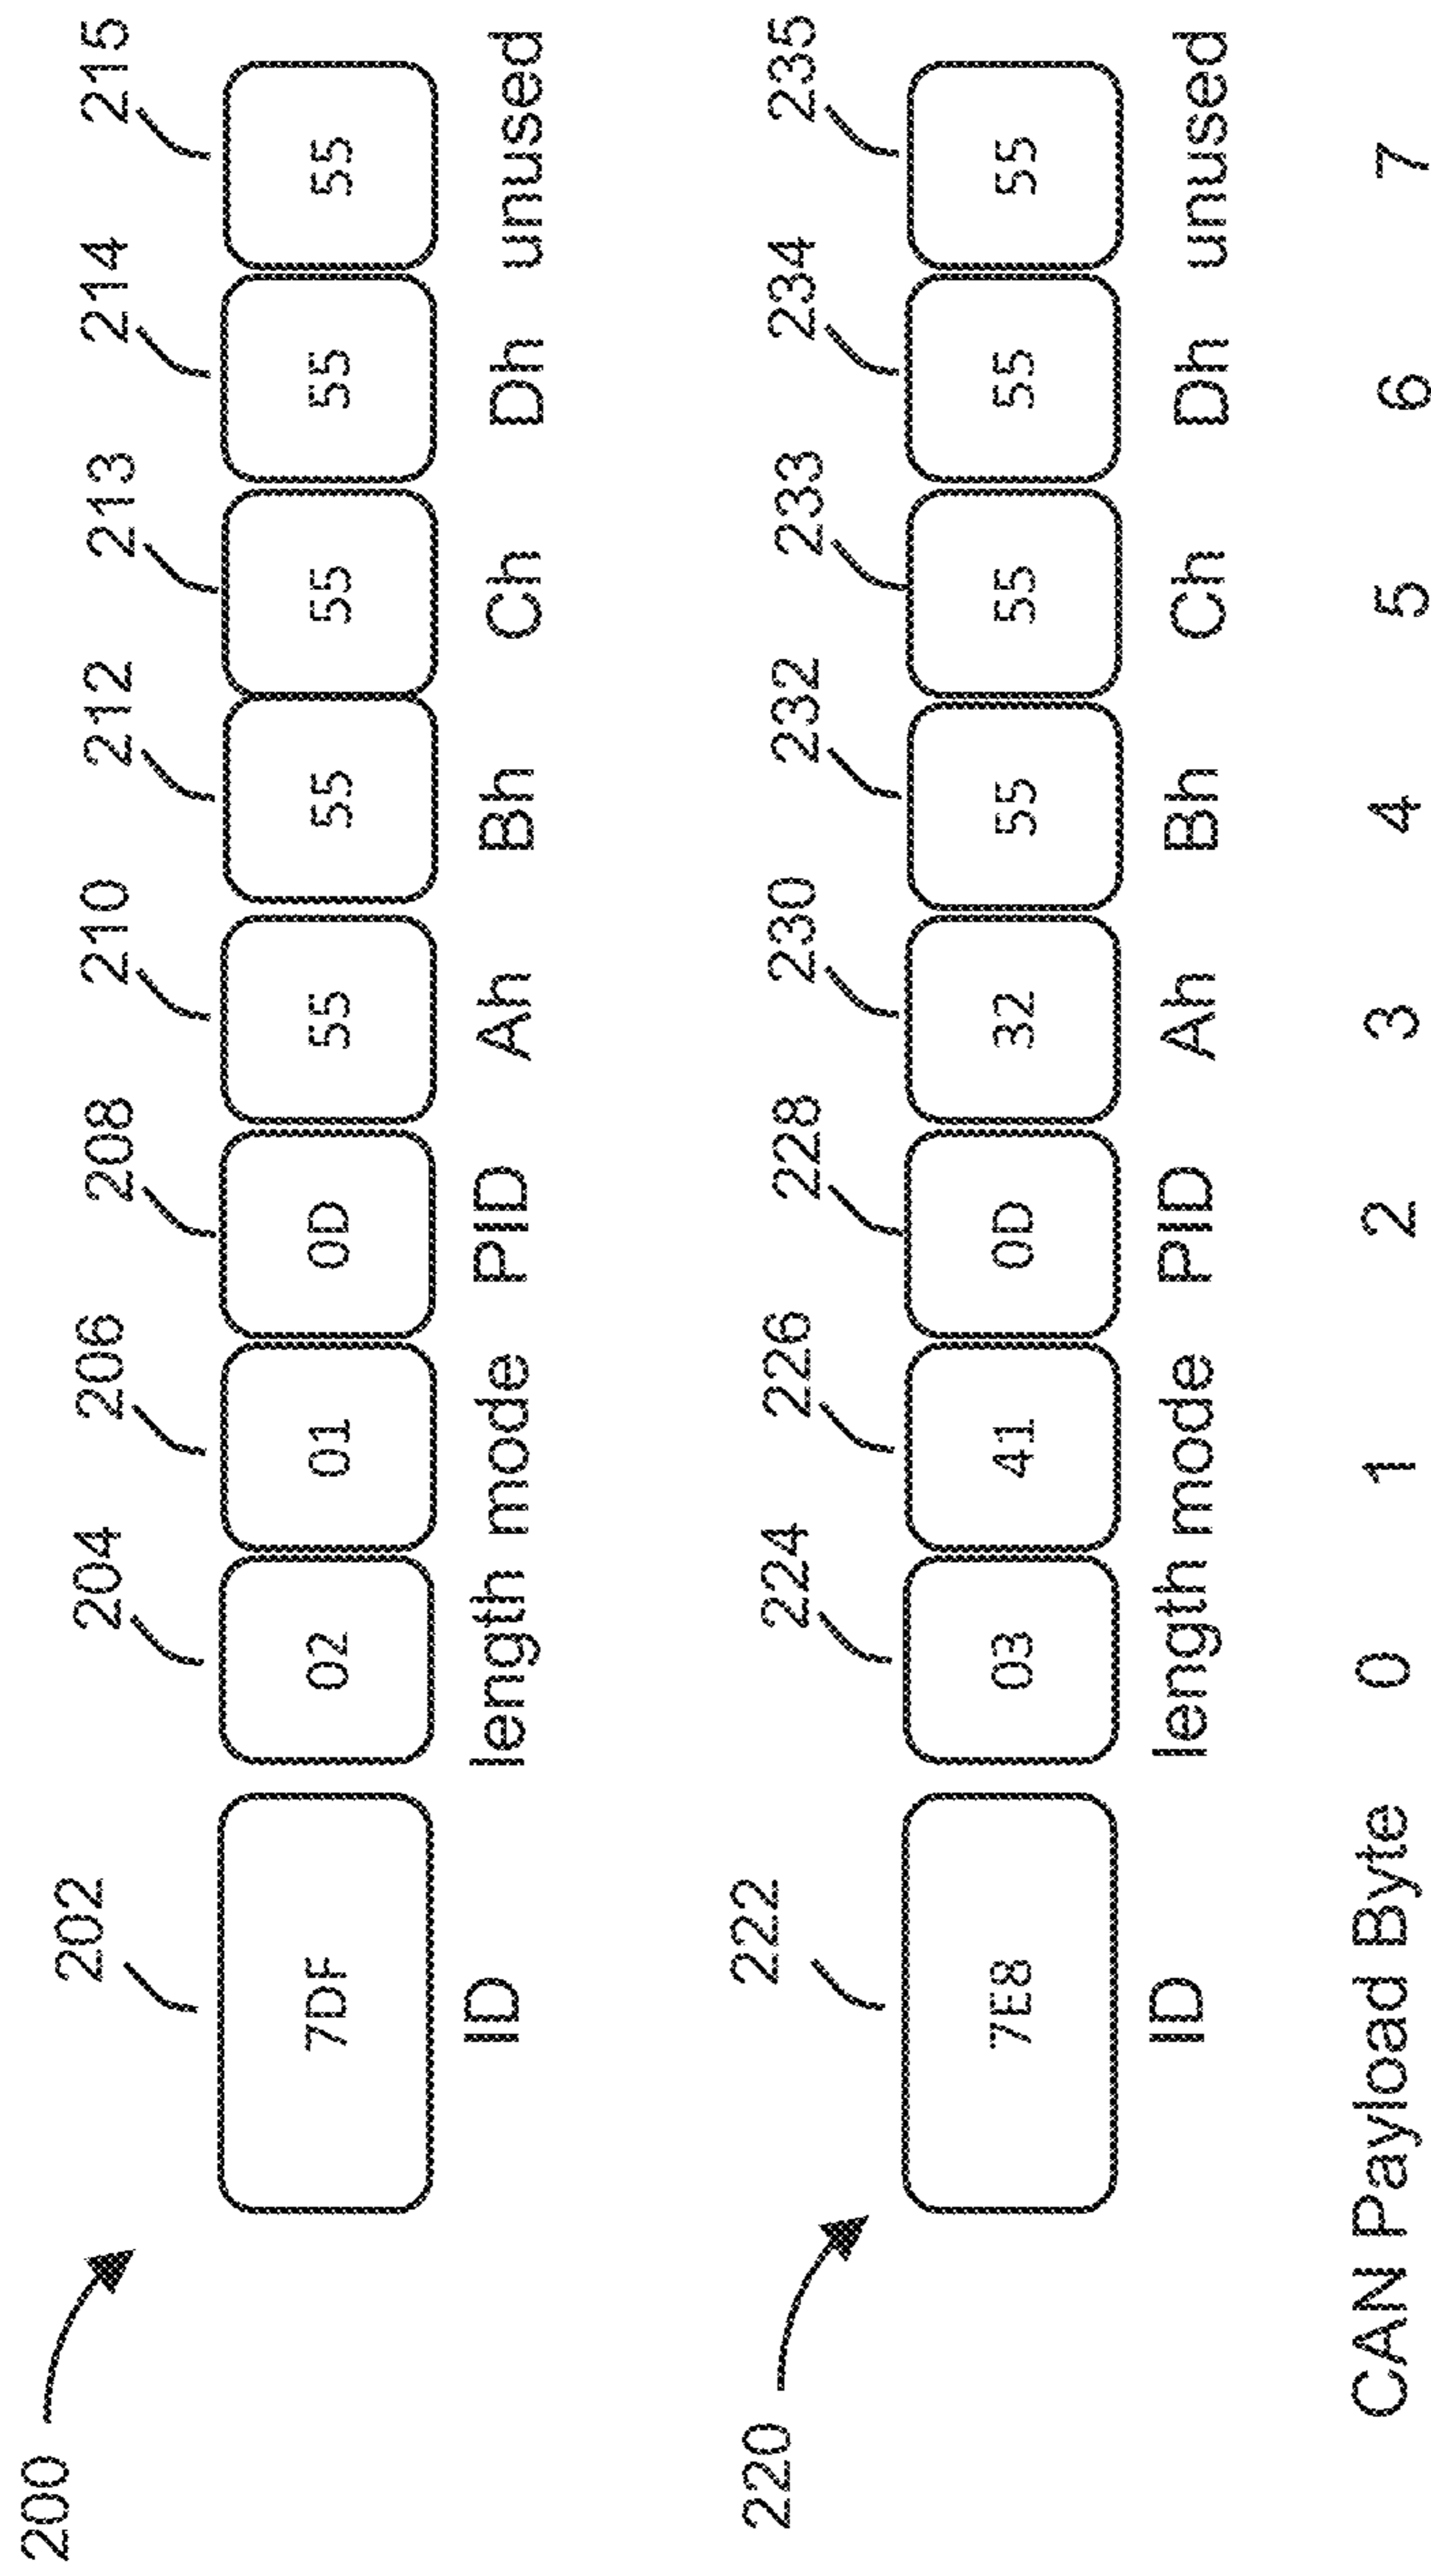 200
202 204 206 208 210 212 213 214 215
7DF 02 01 0D 55 55 55 55 55
ID length mode PID Ah Bh Ch Dh unused
220
222 224 226 228 230 232 233 234 235
7E8 03 41 0D 32 55 55 55 55
ID length mode PID Ah Bh Ch Dh unused
CAN Payload Byte 0 1 2 3 4 5 6 7